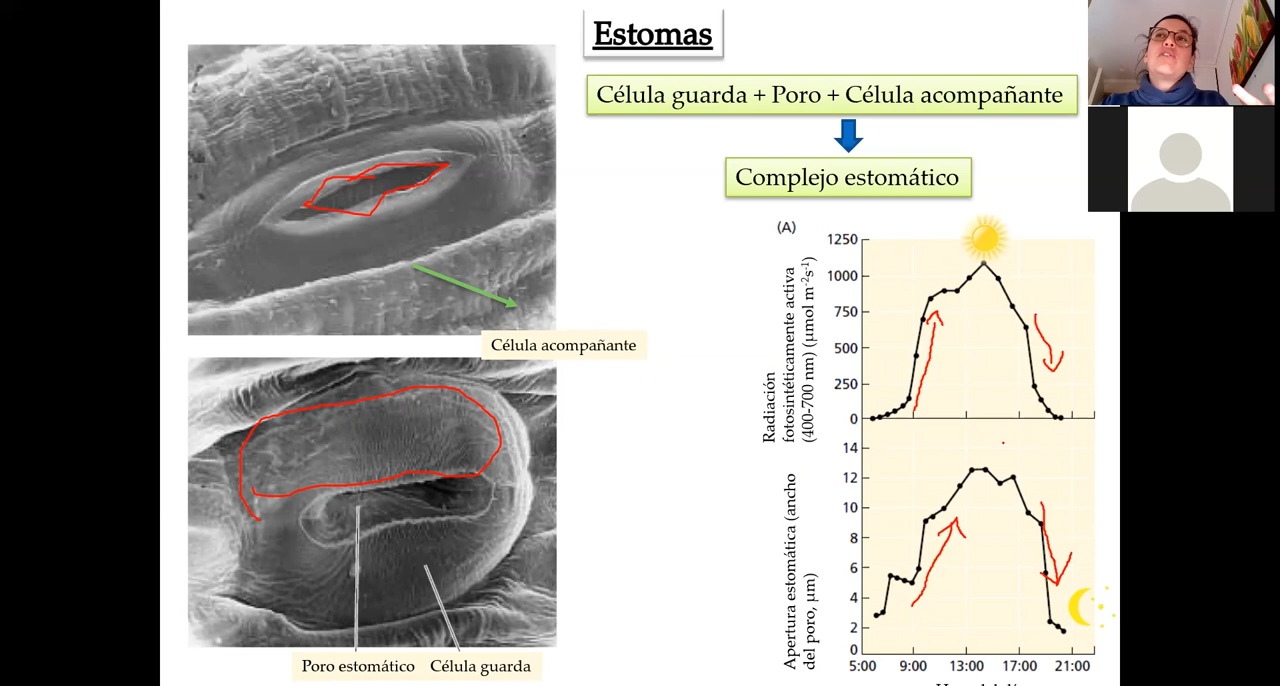 Estomas
Célula guarda + Poro + Célula acompañante
Complejo estomático
Célula acompañante
Poro estomático
Célula guarda
(A)
Radiación
fotosintéticamente activa
(400-700 nm) (µmol m⁻²s⁻¹)
1250
1000
750
500
250
0
Apertura estomática (ancho
del poro, µm)
14
12
10
8
6
4
2
0
5:00 9:00 13:00 17:00 21:00